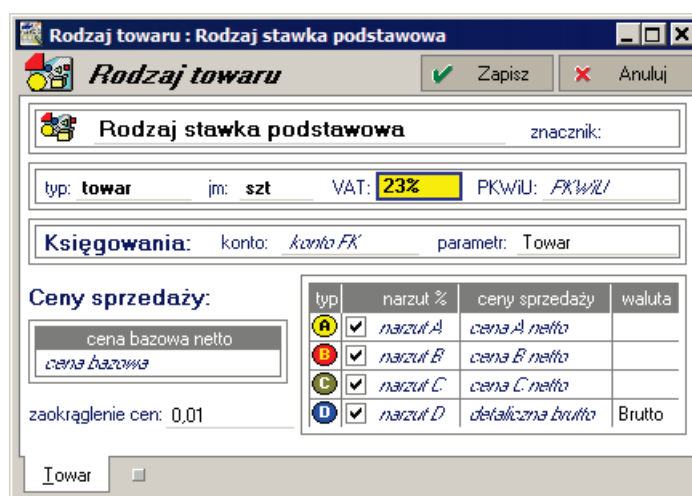 Rodzaj towaru : Rodzaj stawka podstawowa
Rodzaj towaru Zapisz Anuluj
Rodzaj stawka podstawowa znacznik:
typ: towar jm: szt VAT: 23% PKWiU: PKWiU
Księgowania: konto: konto FK parametr: Towar
Ceny sprzedaży:
cena bazowa netto
cena bazowa
zaokrąglenie cen: 0,01
typ narzut % ceny sprzedaży waluta
A narzut A cena A netto
B narzut B cena B netto
C narzut C cena C netto
D narzut D detaliczna brutto Brutto
Towar